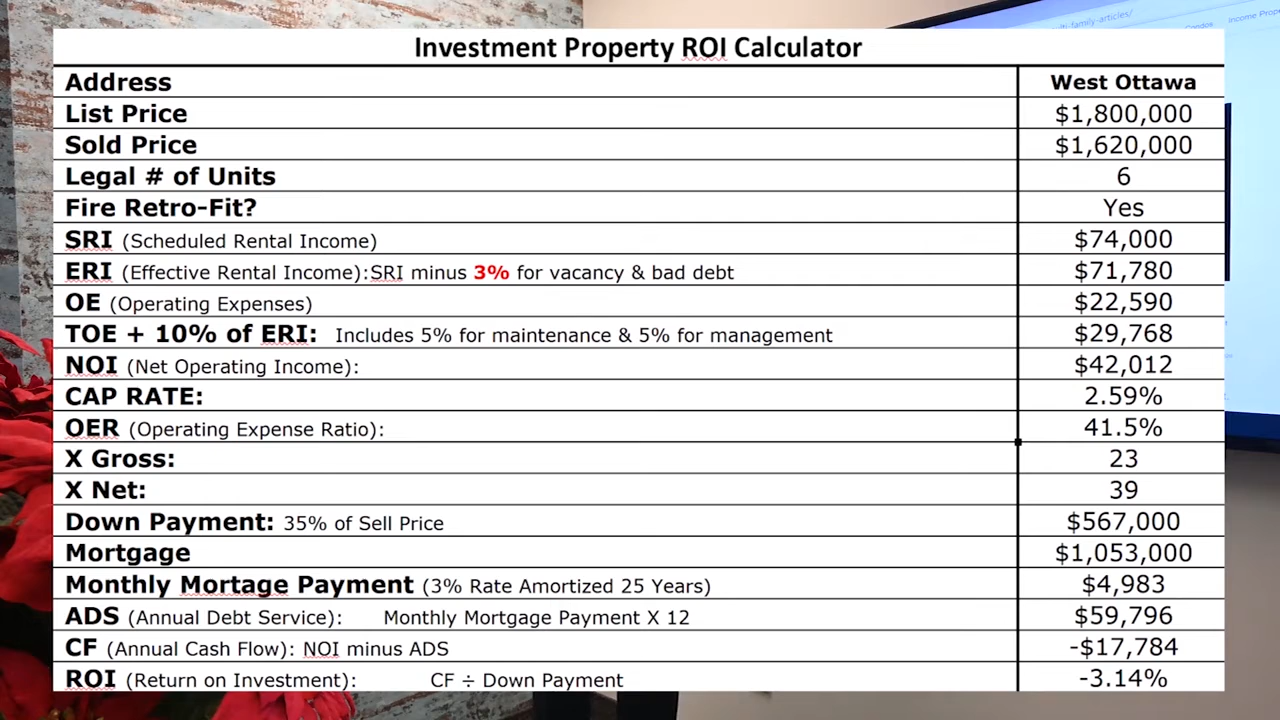 lti-family-articles/
Condos
Income Prope
Investment Property ROI Calculator
Address West Ottawa
List Price $1,800,000
Sold Price $1,620,000
Legal # of Units 6
Fire Retro-Fit? Yes
SRI (Scheduled Rental Income) $74,000
ERI (Effective Rental Income):SRI minus 3% for vacancy & bad debt $71,780
OE (Operating Expenses) $22,590
TOE + 10% of ERI: Includes 5% for maintenance & 5% for management $29,768
NOI (Net Operating Income): $42,012
CAP RATE: 2.59%
OER (Operating Expense Ratio): 41.5%
X Gross: 23
X Net: 39
Down Payment: 35% of Sell Price $567,000
Mortgage $1,053,000
Monthly Mortage Payment (3% Rate Amortized 25 Years) $4,983
ADS (Annual Debt Service): Monthly Mortgage Payment X 12 $59,796
CF (Annual Cash Flow): NOI minus ADS -$17,784
ROI (Return on Investment): CF ÷ Down Payment -3.14%